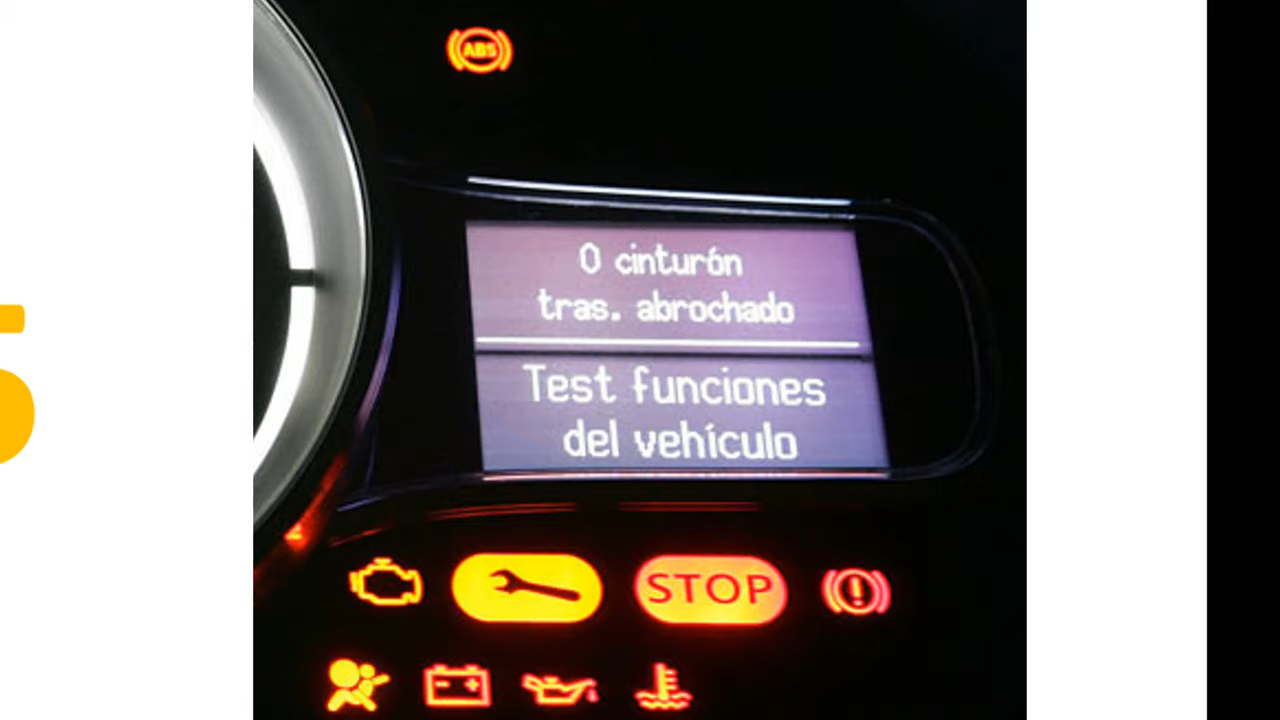 ABS
0 cinturón
tras. abrochado
Test funciones
del vehículo
STOP